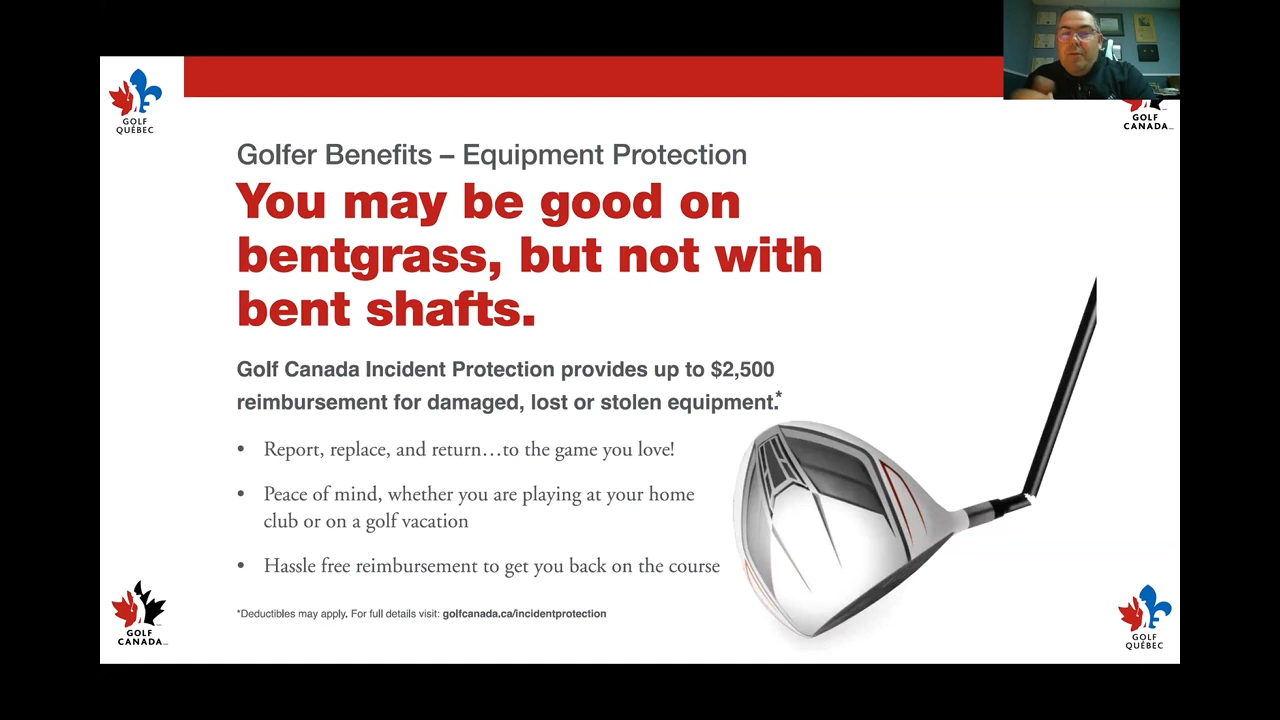 GOLF
QUÉBEC
GOLF
CANADA
Golfer Benefits – Equipment Protection
You may be good on
bentgrass, but not with
bent shafts.
Golf Canada Incident Protection provides up to $2,500
reimbursement for damaged, lost or stolen equipment.*
• Report, replace, and return…to the game you love!
• Peace of mind, whether you are playing at your home
club or on a golf vacation
• Hassle free reimbursement to get you back on the course
*Deductibles may apply. For full details visit: golfcanada.ca/incidentprotection
GOLF
CANADA
GOLF
QUÉBEC